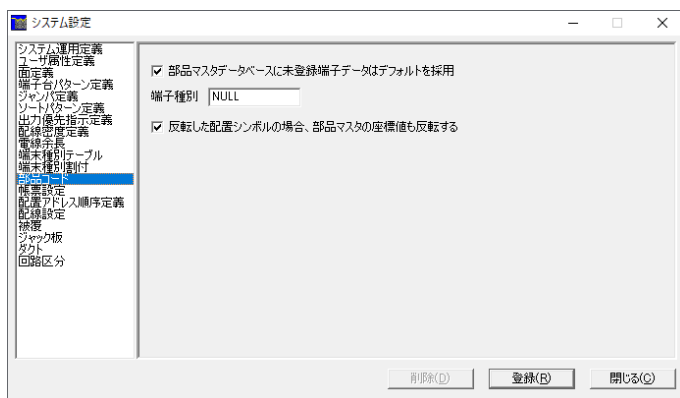 システム設定
システム運用定義
ユーザ属性定義
面定義
端子台パターン定義
ジャンパ定義
ソートパターン定義
出力優先指示定義
配線密度定義
電線余長
端末種別テーブル
端末種別割付
部品コード
帳票設定
配置アドレス順序定義
配線設定
被覆
ジャック板
ダクト
回路区分
部品マスタデータベースに未登録端子データはデフォルトを採用
端子種別 NULL
反転した配置シンボルの場合、部品マスタの座標値も反転する
削除(D) 登録(R) 閉じる(C)